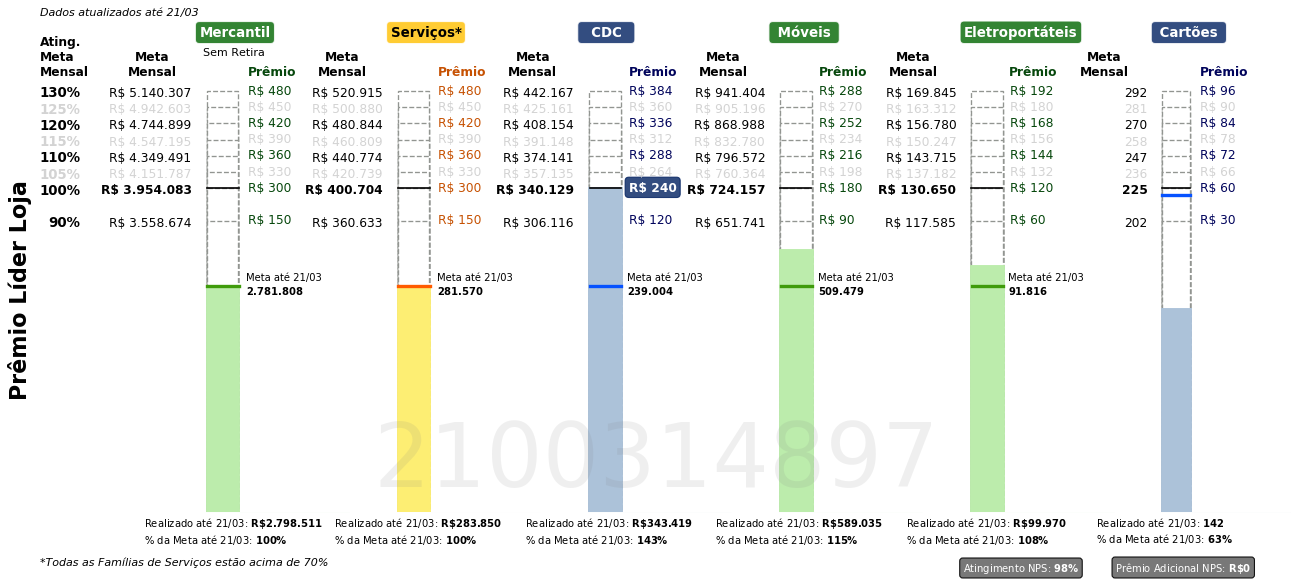 Dados atualizados até 21/03
Mercantil Serviços* CDC Móveis Eletroportáteis Cartões
Sem Retira
Ating. Meta Mensal
Meta Mensal Prêmio Meta Mensal Prêmio Meta Mensal Prêmio Meta Mensal Prêmio Meta Mensal Prêmio Meta Mensal Prêmio
130% R$ 5.140.307 R$ 480 R$ 520.915 R$ 480 R$ 442.167 R$ 384 R$ 941.404 R$ 288 R$ 169.845 R$ 192 292 R$ 96
125% R$ 4.942.603 R$ 450 R$ 500.880 R$ 450 R$ 425.161 R$ 360 R$ 905.196 R$ 270 R$ 163.312 R$ 180 281 R$ 90
120% R$ 4.744.899 R$ 420 R$ 480.844 R$ 420 R$ 408.154 R$ 336 R$ 868.988 R$ 252 R$ 156.780 R$ 168 270 R$ 84
115% R$ 4.547.195 R$ 390 R$ 460.809 R$ 390 R$ 391.148 R$ 312 R$ 832.780 R$ 234 R$ 150.247 R$ 156 258 R$ 78
110% R$ 4.349.491 R$ 360 R$ 440.774 R$ 360 R$ 374.141 R$ 288 R$ 796.572 R$ 216 R$ 143.715 R$ 144 247 R$ 72
105% R$ 4.151.787 R$ 330 R$ 420.739 R$ 330 R$ 357.135 R$ 264 R$ 760.364 R$ 198 R$ 137.182 R$ 132 236 R$ 66
100% R$ 3.954.083 R$ 300 R$ 400.704 R$ 300 R$ 340.129 R$ 240 R$ 724.157 R$ 180 R$ 130.650 R$ 120 225 R$ 60
90% R$ 3.558.674 R$ 150 R$ 360.633 R$ 150 R$ 306.116 R$ 120 R$ 651.741 R$ 90 R$ 117.585 R$ 60 202 R$ 30
Prêmio Líder Loja
Meta até 21/03 Meta até 21/03 Meta até 21/03 Meta até 21/03 Meta até 21/03
2.781.808 281.570 239.004 509.479 91.816
2100314897
Realizado até 21/03: R$2.798.511 Realizado até 21/03: R$283.850 Realizado até 21/03: R$343.419 Realizado até 21/03: R$589.035 Realizado até 21/03: R$99.970 Realizado até 21/03: 142
% da Meta até 21/03: 100% % da Meta até 21/03: 100% % da Meta até 21/03: 143% % da Meta até 21/03: 115% % da Meta até 21/03: 108% % da Meta até 21/03: 63%
*Todas as Famílias de Serviços estão acima de 70%
Atingimento NPS: 98% Prêmio Adicional NPS: R$0